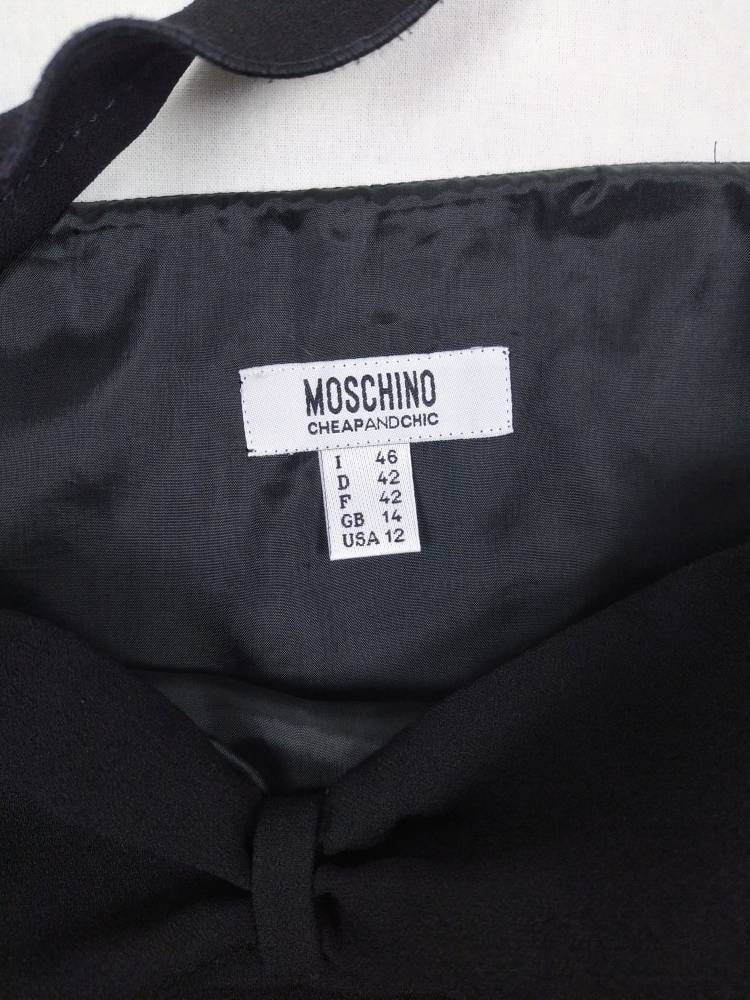 MOSCHINO
CHEAPANDCHIC
I 46
D 42
F 42
GB 14
USA 12